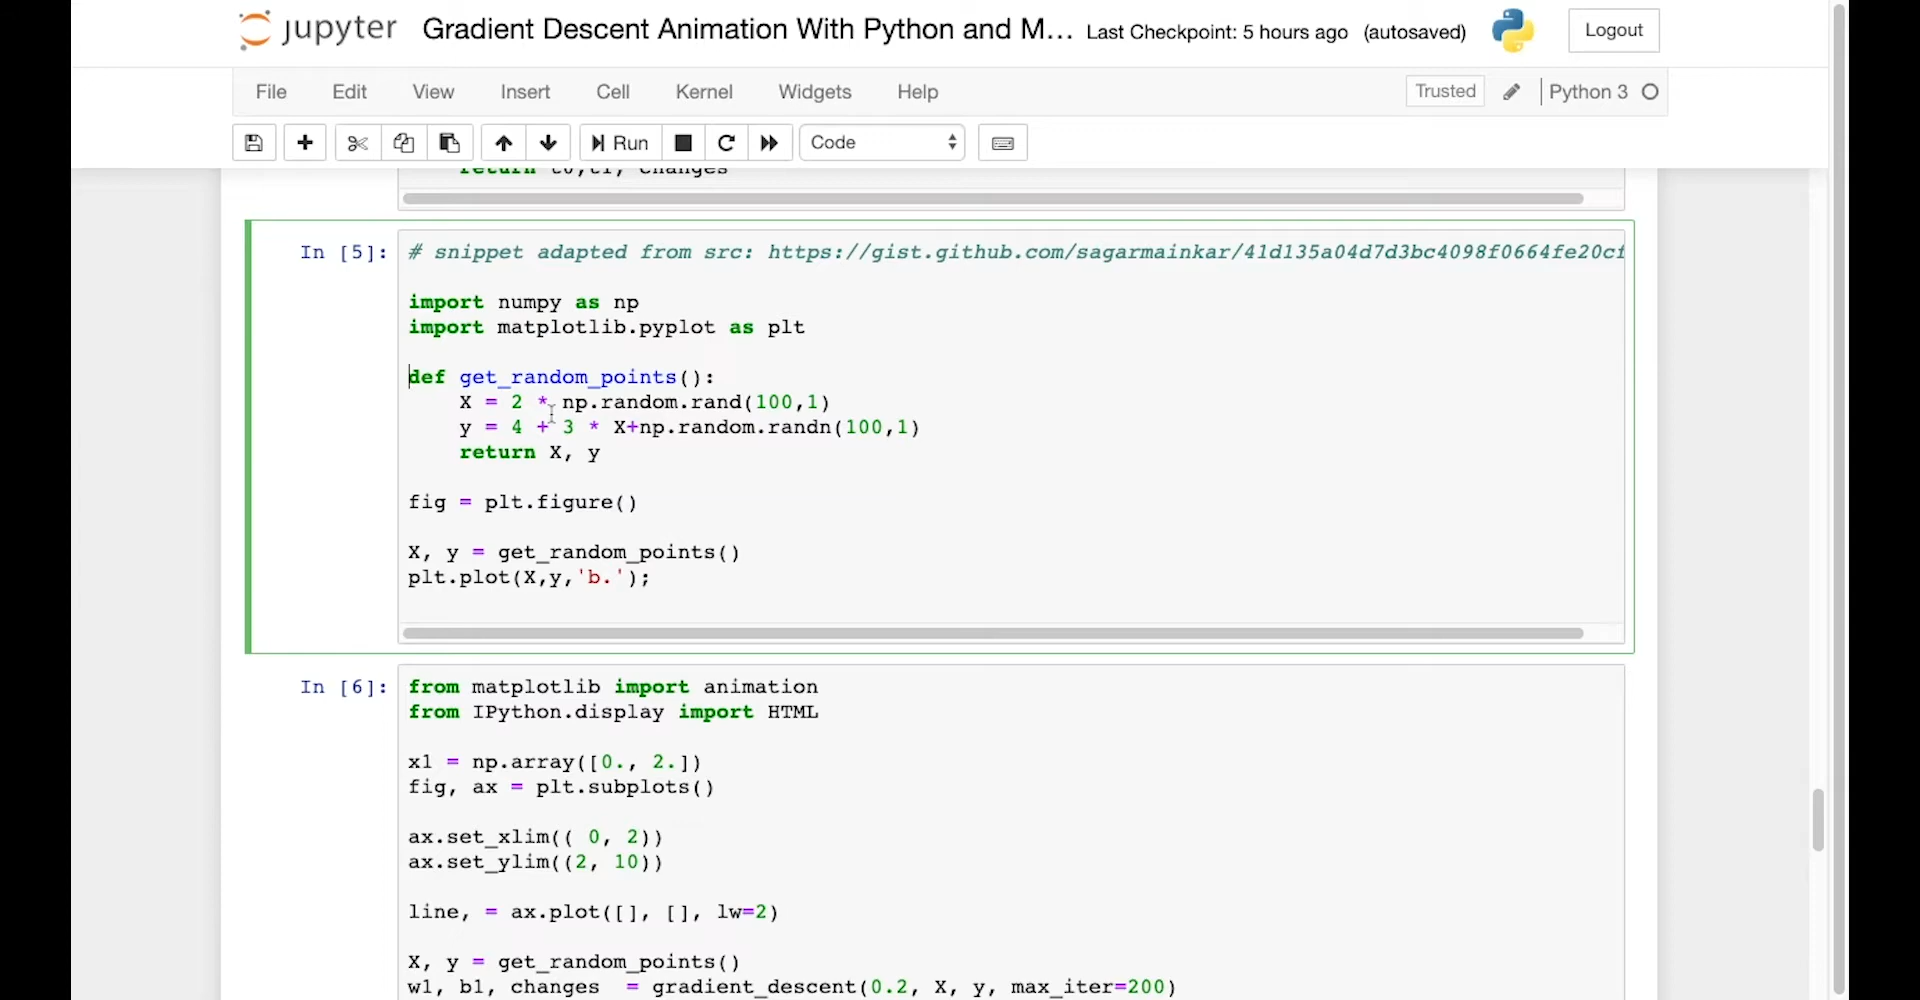 jupyter Gradient Descent Animation With Python and M... Last Checkpoint: 5 hours ago (autosaved) Logout
File Edit View Insert Cell Kernel Widgets Help Trusted Python 3
Run Code
return t0,t1, changes
In [5]: # snippet adapted from src: https://gist.github.com/sagarmainkar/41d135a04d7d3bc4098f0664fe20cf
import numpy as np
import matplotlib.pyplot as plt
def get_random_points():
X = 2 * np.random.rand(100,1)
y = 4 + 3 * X+np.random.randn(100,1)
return X, y
fig = plt.figure()
X, y = get_random_points()
plt.plot(X,y,'b.');
In [6]: from matplotlib import animation
from IPython.display import HTML
x1 = np.array([0., 2.])
fig, ax = plt.subplots()
ax.set_xlim(( 0, 2))
ax.set_ylim((2, 10))
line, = ax.plot([], [], lw=2)
X, y = get_random_points()
w1, b1, changes  = gradient_descent(0.2, X, y, max_iter=200)